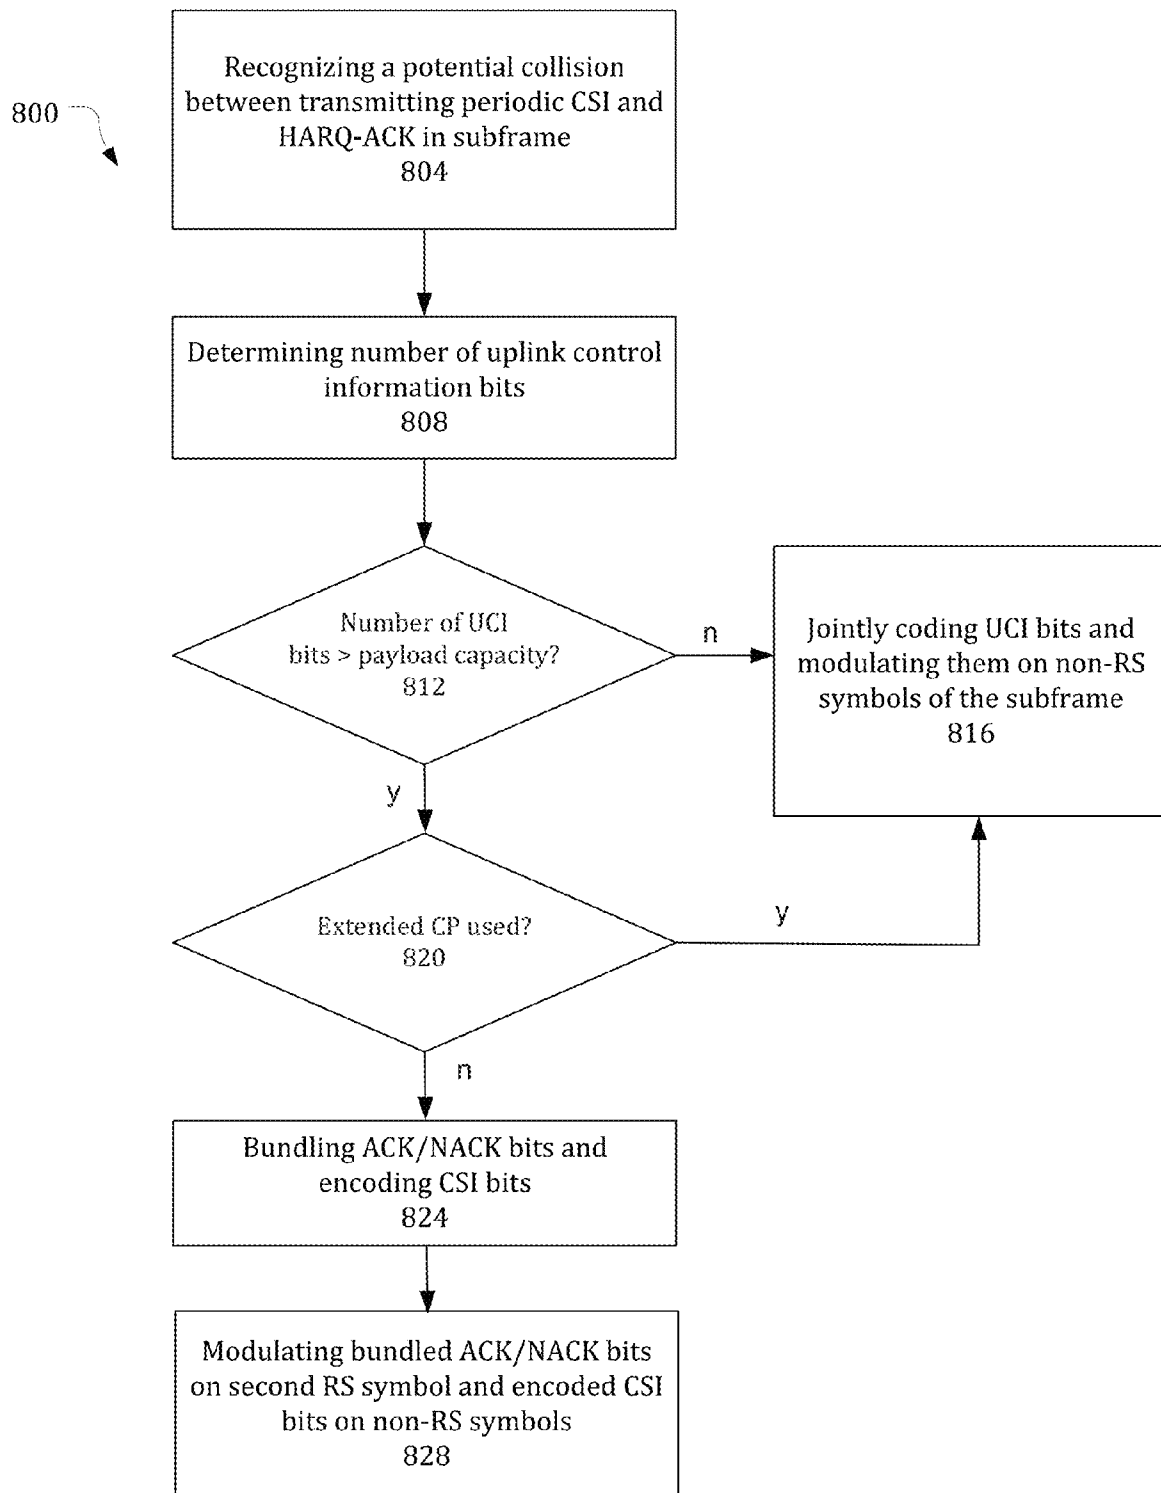 800
Recognizing a potential collision
between transmitting periodic CSI and
HARQ-ACK in subframe
804
Determining number of uplink control
information bits
808
Number of UCI
bits > payload capacity?
812
n
Jointly coding UCI bits and
modulating them on non-RS
symbols of the subframe
816
y
Extended CP used?
820
y
n
Bundling ACK/NACK bits and
encoding CSI bits
824
Modulating bundled ACK/NACK bits
on second RS symbol and encoded CSI
bits on non-RS symbols
828